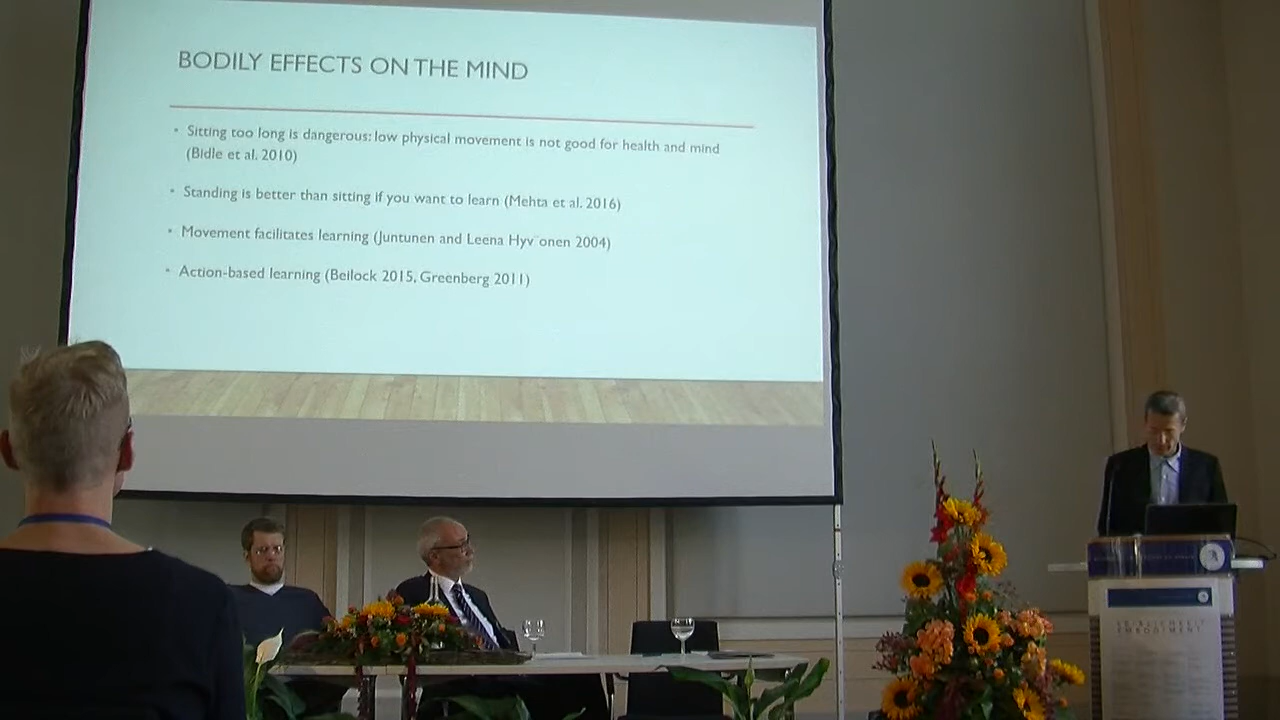 BODILY EFFECTS ON THE MIND
• Sitting too long is dangerous: low physical movement is not good for health and mind
(Bidle et al. 2010)
• Standing is better than sitting if you want to learn (Mehta et al. 2016)
• Movement facilitates learning (Juntunen and Leena Hyv¨onen 2004)
• Action-based learning (Beilock 2015, Greenberg 2011)
EMBODIMENT